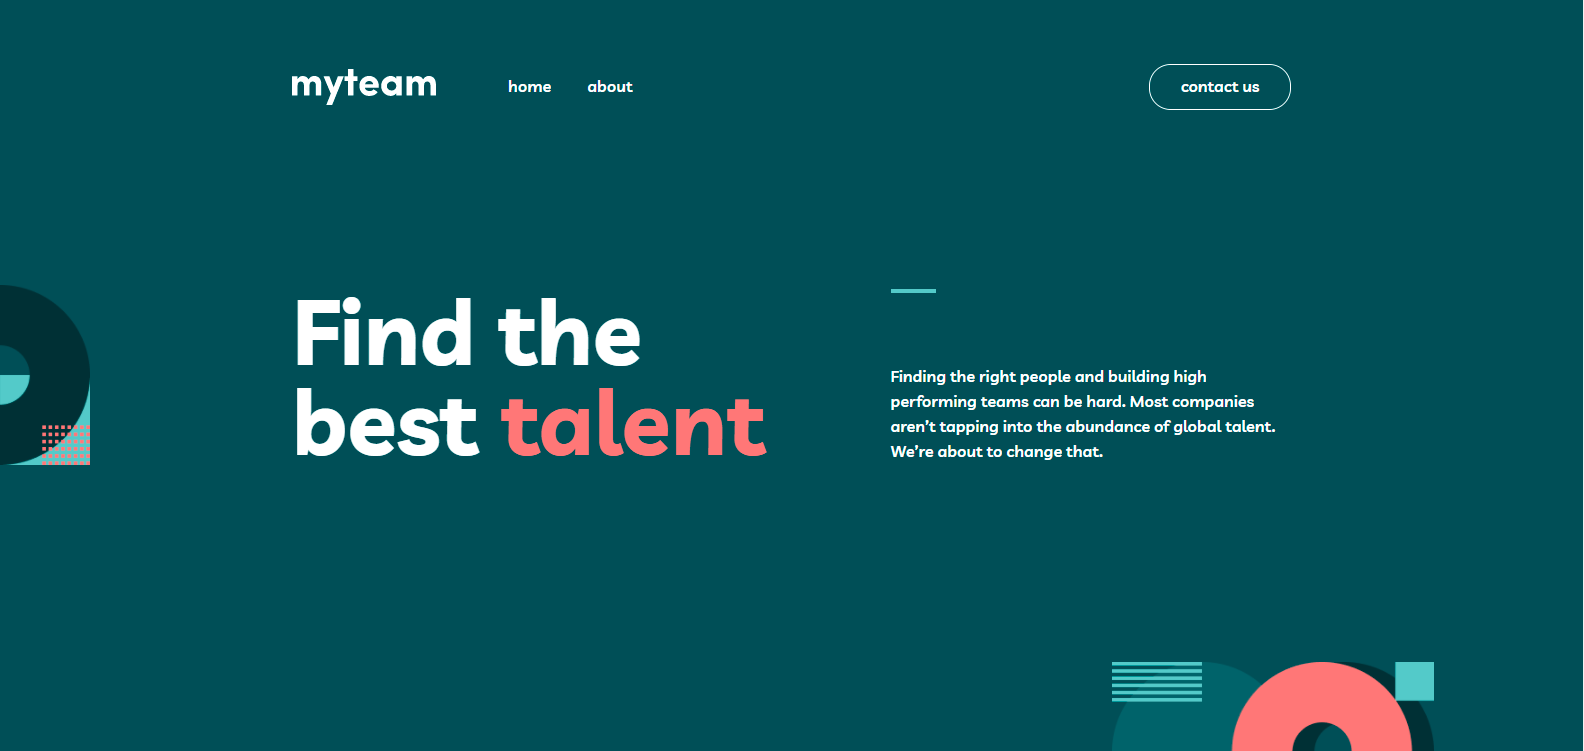 myteam
home
about
contact us
Find the
best talent
Finding the right people and building high
performing teams can be hard. Most companies
aren’t tapping into the abundance of global talent.
We’re about to change that.